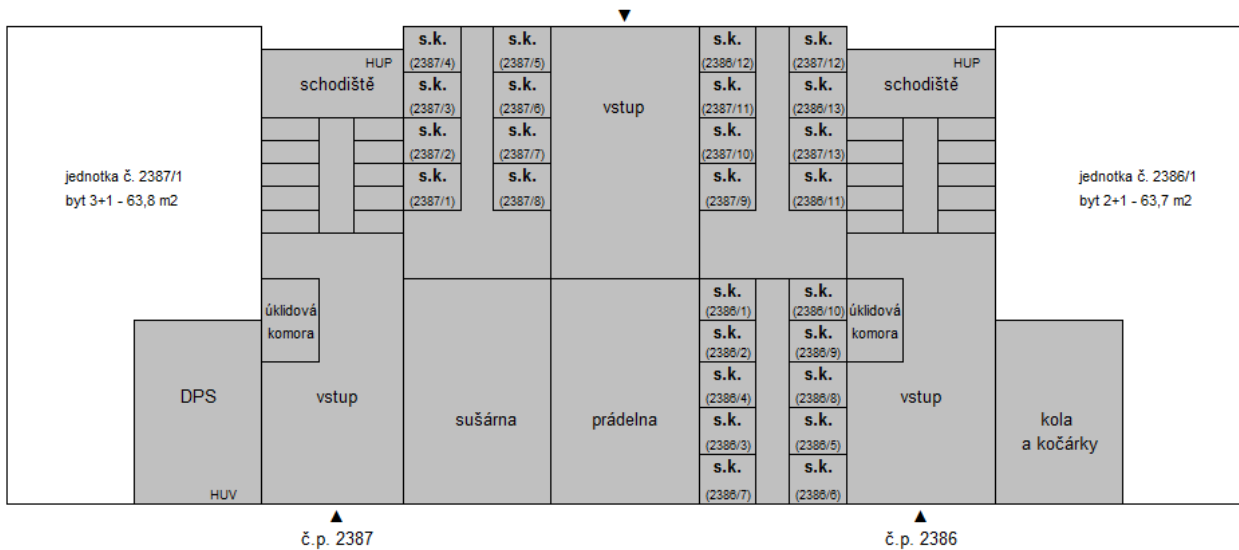 s.k.
(2387/4)
s.k.
(2387/5)
s.k.
(2386/12)
s.k.
(2387/12)
HUP
schodiště
HUP
schodiště
s.k.
(2387/3)
s.k.
(2387/6)
vstup
s.k.
(2387/11)
s.k.
(2386/13)
s.k.
(2387/2)
s.k.
(2387/7)
s.k.
(2387/10)
s.k.
(2387/13)
jednotka č. 2387/1
byt 3+1 - 63,8 m2
s.k.
(2387/1)
s.k.
(2387/8)
s.k.
(2387/9)
s.k.
(2386/11)
jednotka č. 2386/1
byt 2+1 - 63,7 m2
úklidová
komora
s.k.
(2386/1)
s.k.
(2386/10)
úklidová
komora
s.k.
(2386/2)
s.k.
(2386/9)
DPS
vstup
sušárna
prádelna
s.k.
(2386/4)
s.k.
(2386/8)
vstup
kola
a kočárky
s.k.
(2386/3)
s.k.
(2386/5)
s.k.
(2386/7)
s.k.
(2386/6)
HUV
č.p. 2387
č.p. 2386